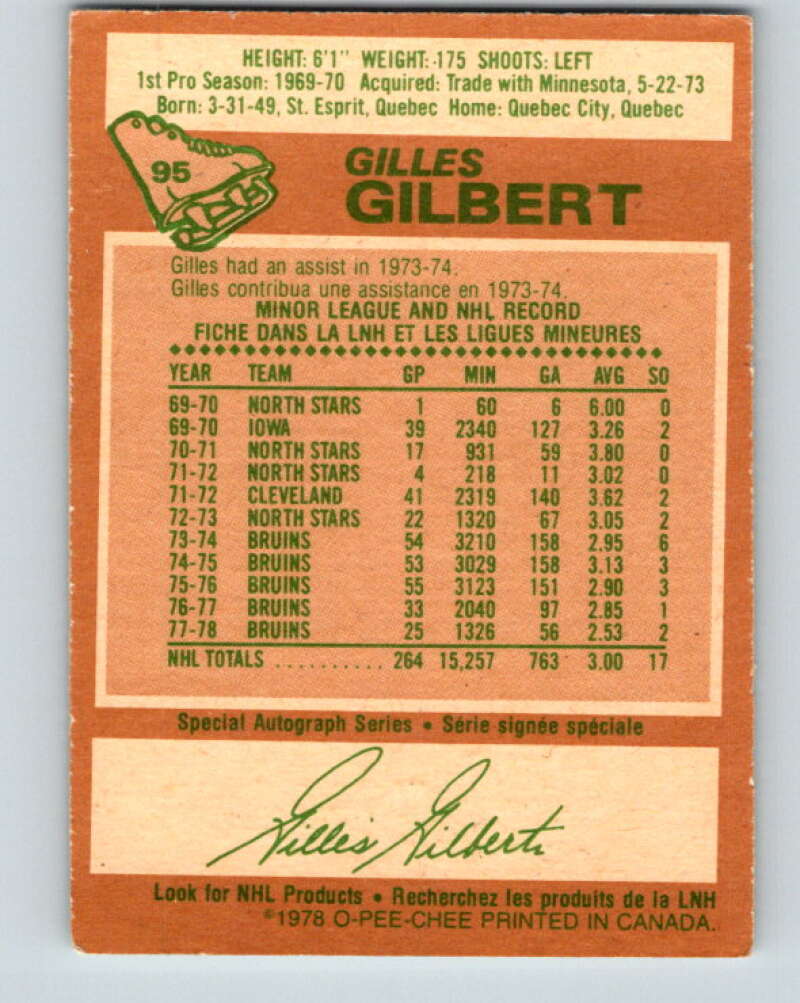 HEIGHT: 6'1" WEIGHT: 175 SHOOTS: LEFT
1st Pro Season: 1969-70 Acquired: Trade with Minnesota, 5-22-73
Born: 3-31-49, St. Esprit, Quebec Home: Quebec City, Quebec
95
GILLES
GILBERT
Gilles had an assist in 1973-74.
Gilles contribua une assistance en 1973-74.
MINOR LEAGUE AND NHL RECORD
FICHE DANS LA LNH ET LES LIGUES MINEURES
YEAR TEAM GP MIN GA AVG SO
69-70 NORTH STARS 1 60 6 6.00 0
69-70 IOWA 39 2340 127 3.26 2
70-71 NORTH STARS 17 931 59 3.80 0
71-72 NORTH STARS 4 218 11 3.02 0
71-72 CLEVELAND 41 2319 140 3.62 2
72-73 NORTH STARS 22 1320 67 3.05 2
73-74 BRUINS 54 3210 158 2.95 6
74-75 BRUINS 53 3029 158 3.13 3
75-76 BRUINS 55 3123 151 2.90 3
76-77 BRUINS 33 2040 97 2.85 1
77-78 BRUINS 25 1326 56 2.53 2
NHL TOTALS .......... 264 15,257 763 3.00 17
Special Autograph Series • Série signée spéciale
Gilles Gilbert
Look for NHL Products • Recherchez les produits de la LNH
©1978 O-PEE-CHEE PRINTED IN CANADA.